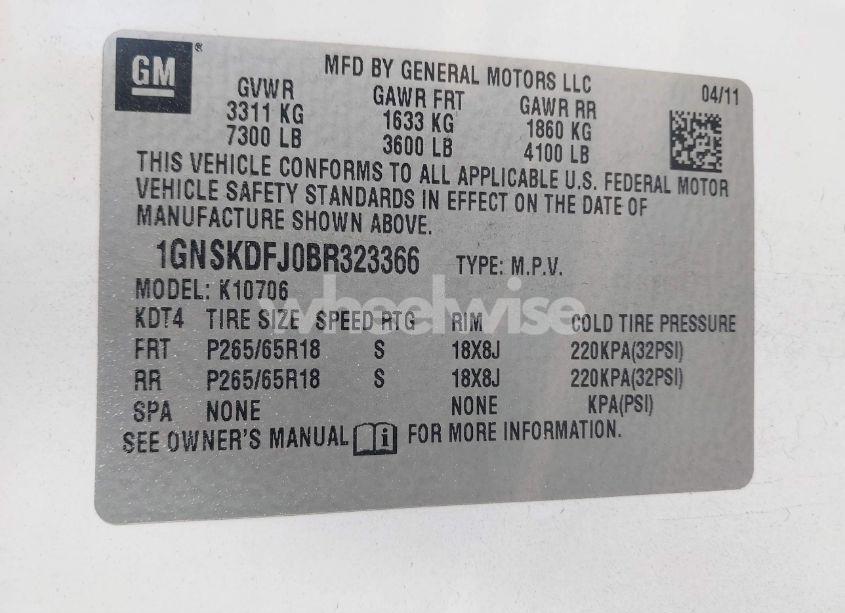 GM®
MFD BY GENERAL MOTORS LLC
04/11
GVWR GAWR FRT GAWR RR
3311 KG 1633 KG 1860 KG
7300 LB 3600 LB 4100 LB
THIS VEHICLE CONFORMS TO ALL APPLICABLE U.S. FEDERAL MOTOR
VEHICLE SAFETY STANDARDS IN EFFECT ON THE DATE OF
MANUFACTURE SHOWN ABOVE.
1GNSKDFJ0BR323366 TYPE: M.P.V.
MODEL: K10706
wheelwise
KDT4 TIRE SIZE SPEED RTG RIM COLD TIRE PRESSURE
FRT P265/65R18 S 18X8J 220KPA(32PSI)
RR P265/65R18 S 18X8J 220KPA(32PSI)
SPA NONE NONE KPA(PSI)
SEE OWNER'S MANUAL i FOR MORE INFORMATION.